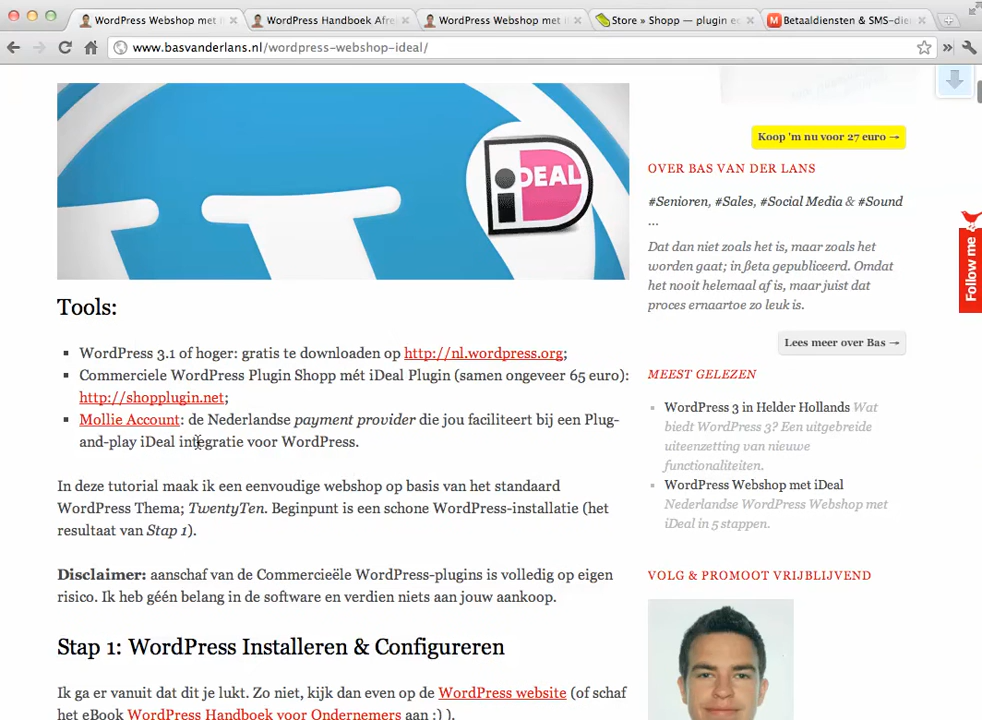 WordPress Webshop met i
WordPress Handboek Afre
WordPress Webshop met i
Store » Shopp — plugin ec
Betaaldiensten & SMS-die
www.basvanderlans.nl/wordpress-webshop-ideal/
iDEAL
Tools:
WordPress 3.1 of hoger: gratis te downloaden op http://nl.wordpress.org;
Commerciele WordPress Plugin Shopp mét iDeal Plugin (samen ongeveer 65 euro):
http://shopplugin.net;
Mollie Account: de Nederlandse payment provider die jou faciliteert bij een Plug-
and-play iDeal integratie voor WordPress.
In deze tutorial maak ik een eenvoudige webshop op basis van het standaard
WordPress Thema; TwentyTen. Beginpunt is een schone WordPress-installatie (het
resultaat van Stap 1).
Disclaimer: aanschaf van de Commercieële WordPress-plugins is volledig op eigen
risico. Ik heb géén belang in de software en verdien niets aan jouw aankoop.
Stap 1: WordPress Installeren & Configureren
Ik ga er vanuit dat dit je lukt. Zo niet, kijk dan even op de WordPress website (of schaf
het eBook WordPress Handboek voor Ondernemers aan :) ).
Koop 'm nu voor 27 euro →
OVER BAS VAN DER LANS
#Senioren, #Sales, #Social Media & #Sound
...
Dat dan niet zoals het is, maar zoals het
worden gaat; in βeta gepubliceerd. Omdat
het nooit helemaal af is, maar juist dat
proces ernaartoe zo leuk is.
Lees meer over Bas →
MEEST GELEZEN
WordPress 3 in Helder Hollands Wat
biedt WordPress 3? Een uitgebreide
uiteenzetting van nieuwe
functionaliteiten.
WordPress Webshop met iDeal
Nederlandse WordPress Webshop met
iDeal in 5 stappen.
VOLG & PROMOOT VRIJBLIJVEND
Follow me